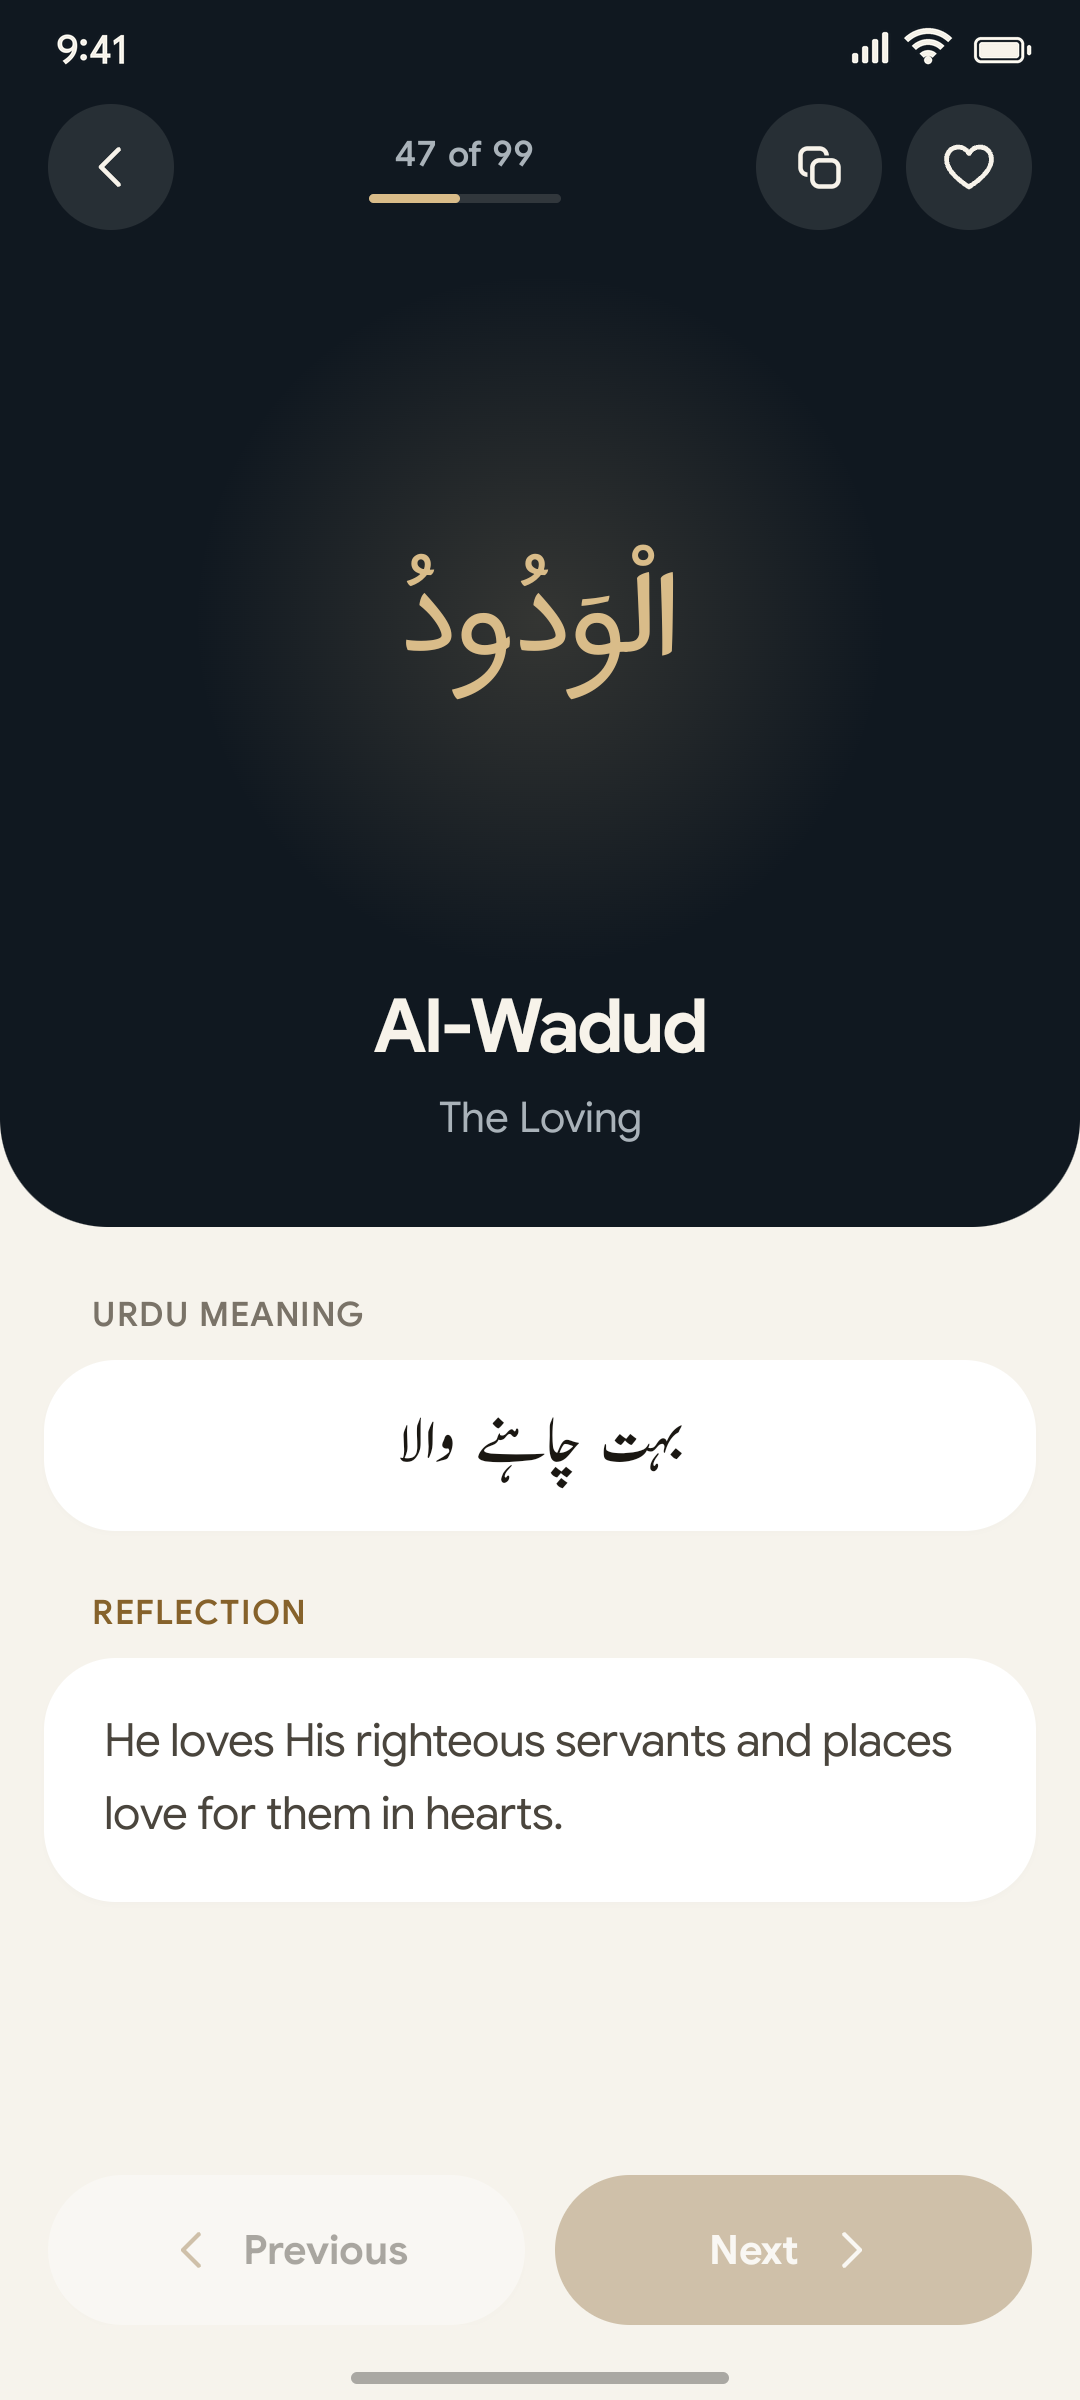 9:41
47 of 99
الْوَدُودُ
Al-Wadud
The Loving
URDU MEANING
بہت چاہنے والا
REFLECTION
He loves His righteous servants and places
love for them in hearts.
Previous
Next